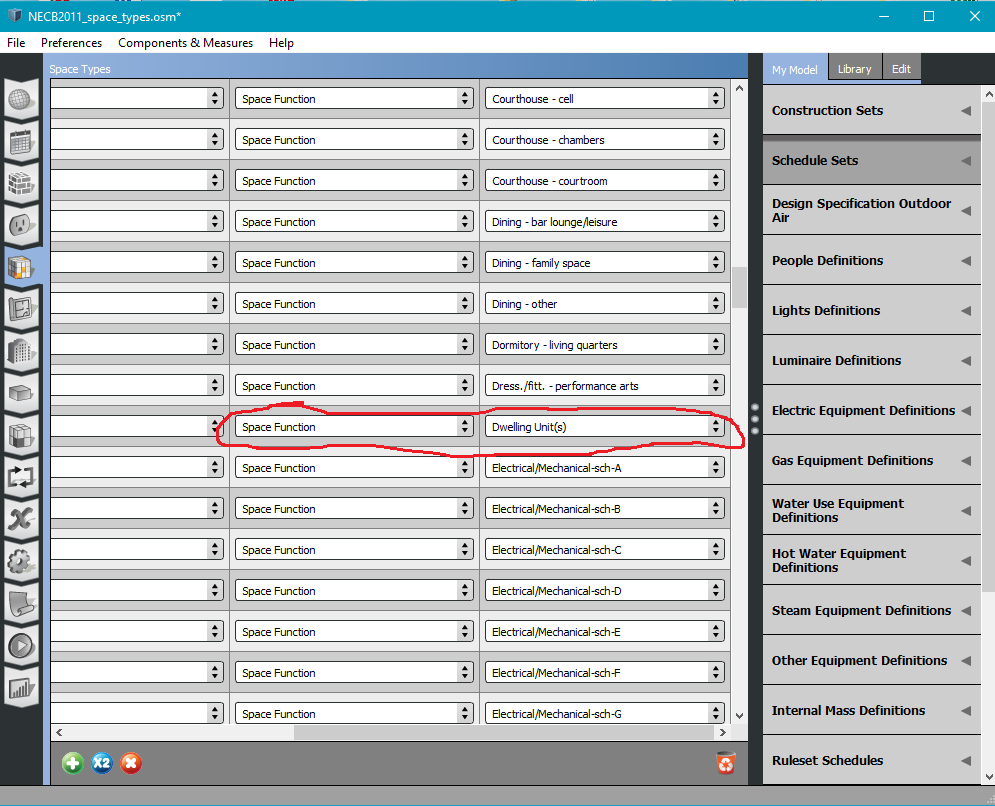 NECB2011_space_types.osm*
File Preferences Components & Measures Help
Space Types
My Model Library Edit
Space Function Courthouse - cell
Space Function Courthouse - chambers
Space Function Courthouse - courtroom
Space Function Dining - bar lounge/leisure
Space Function Dining - family space
Space Function Dining - other
Space Function Dormitory - living quarters
Space Function Dress./fitt. - performance arts
Space Function Dwelling Unit(s)
Space Function Electrical/Mechanical-sch-A
Space Function Electrical/Mechanical-sch-B
Space Function Electrical/Mechanical-sch-C
Space Function Electrical/Mechanical-sch-D
Space Function Electrical/Mechanical-sch-E
Space Function Electrical/Mechanical-sch-F
Space Function Electrical/Mechanical-sch-G
X2
Construction Sets
Schedule Sets
Design Specification Outdoor
Air
People Definitions
Lights Definitions
Luminaire Definitions
Electric Equipment Definitions
Gas Equipment Definitions
Water Use Equipment
Definitions
Hot Water Equipment
Definitions
Steam Equipment Definitions
Other Equipment Definitions
Internal Mass Definitions
Ruleset Schedules